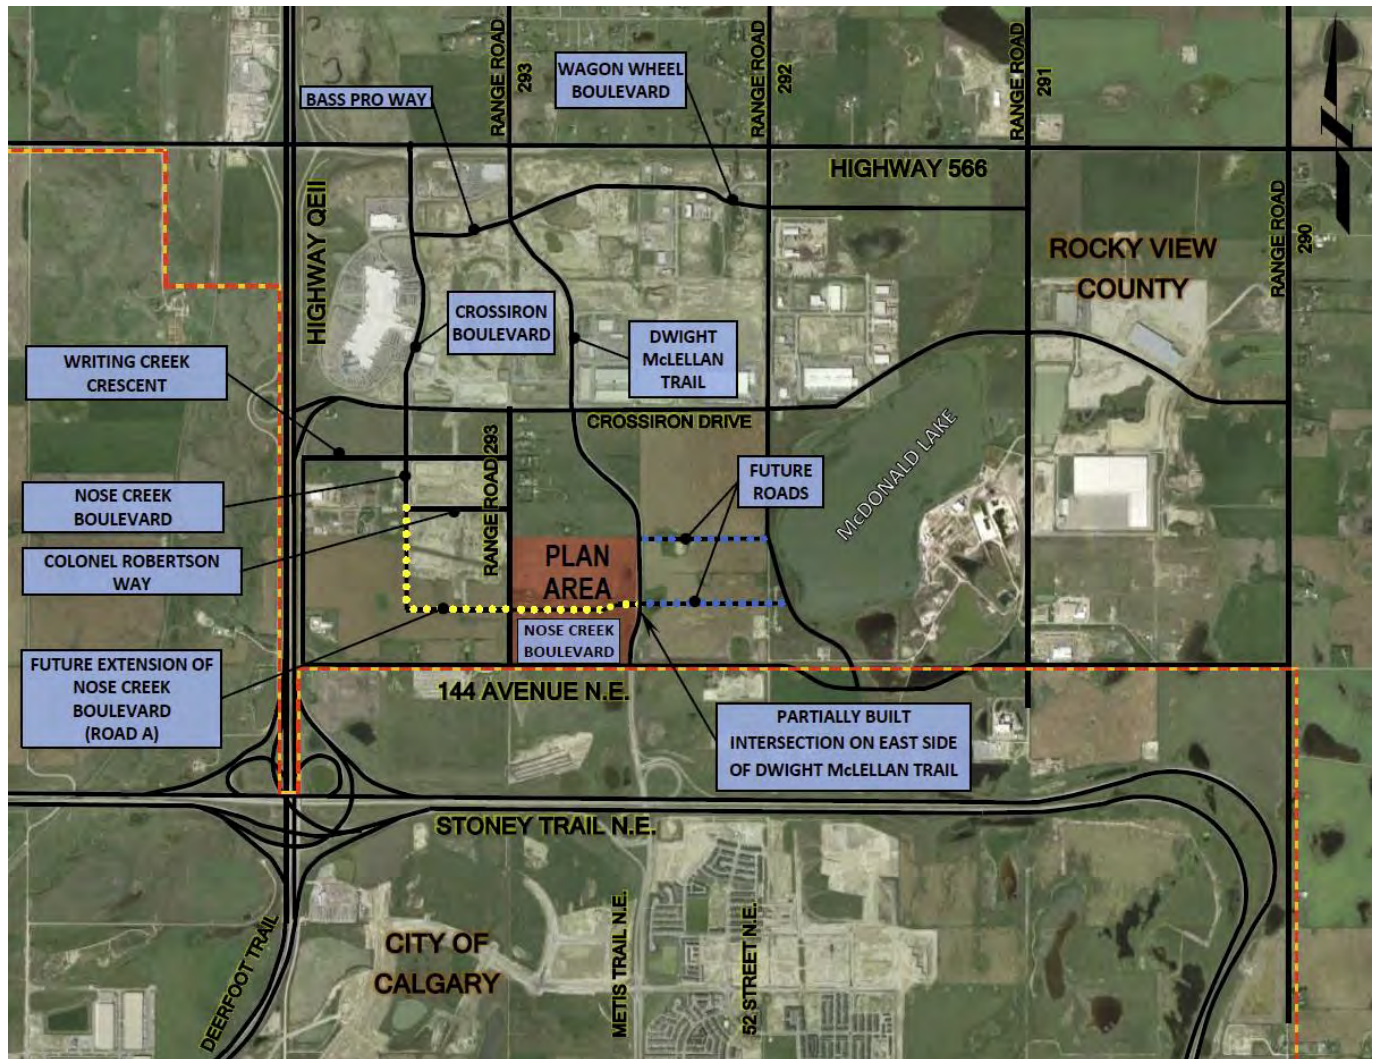 RANGE ROAD
293
RANGE ROAD
292
RANGE ROAD
291
WAGON WHEEL
BOULEVARD
BASS PRO WAY
HIGHWAY 566
RANGE ROAD
290
ROCKY VIEW
COUNTY
HIGHWAY QEII
CROSSIRON
BOULEVARD
DWIGHT
McLELLAN
TRAIL
WRITING CREEK
CRESCENT
CROSSIRON DRIVE
McDONALD LAKE
NOSE CREEK
BOULEVARD
RANGE ROAD 293
FUTURE
ROADS
COLONEL ROBERTSON
WAY
PLAN
AREA
NOSE CREEK
BOULEVARD
FUTURE EXTENSION OF
NOSE CREEK
BOULEVARD
(ROAD A)
144 AVENUE N.E.
PARTIALLY BUILT
INTERSECTION ON EAST SIDE
OF DWIGHT McLELLAN TRAIL
STONEY TRAIL N.E.
DEERFOOT TRAIL
CITY OF
CALGARY
METIS TRAIL N.E.
52 STREET N.E.